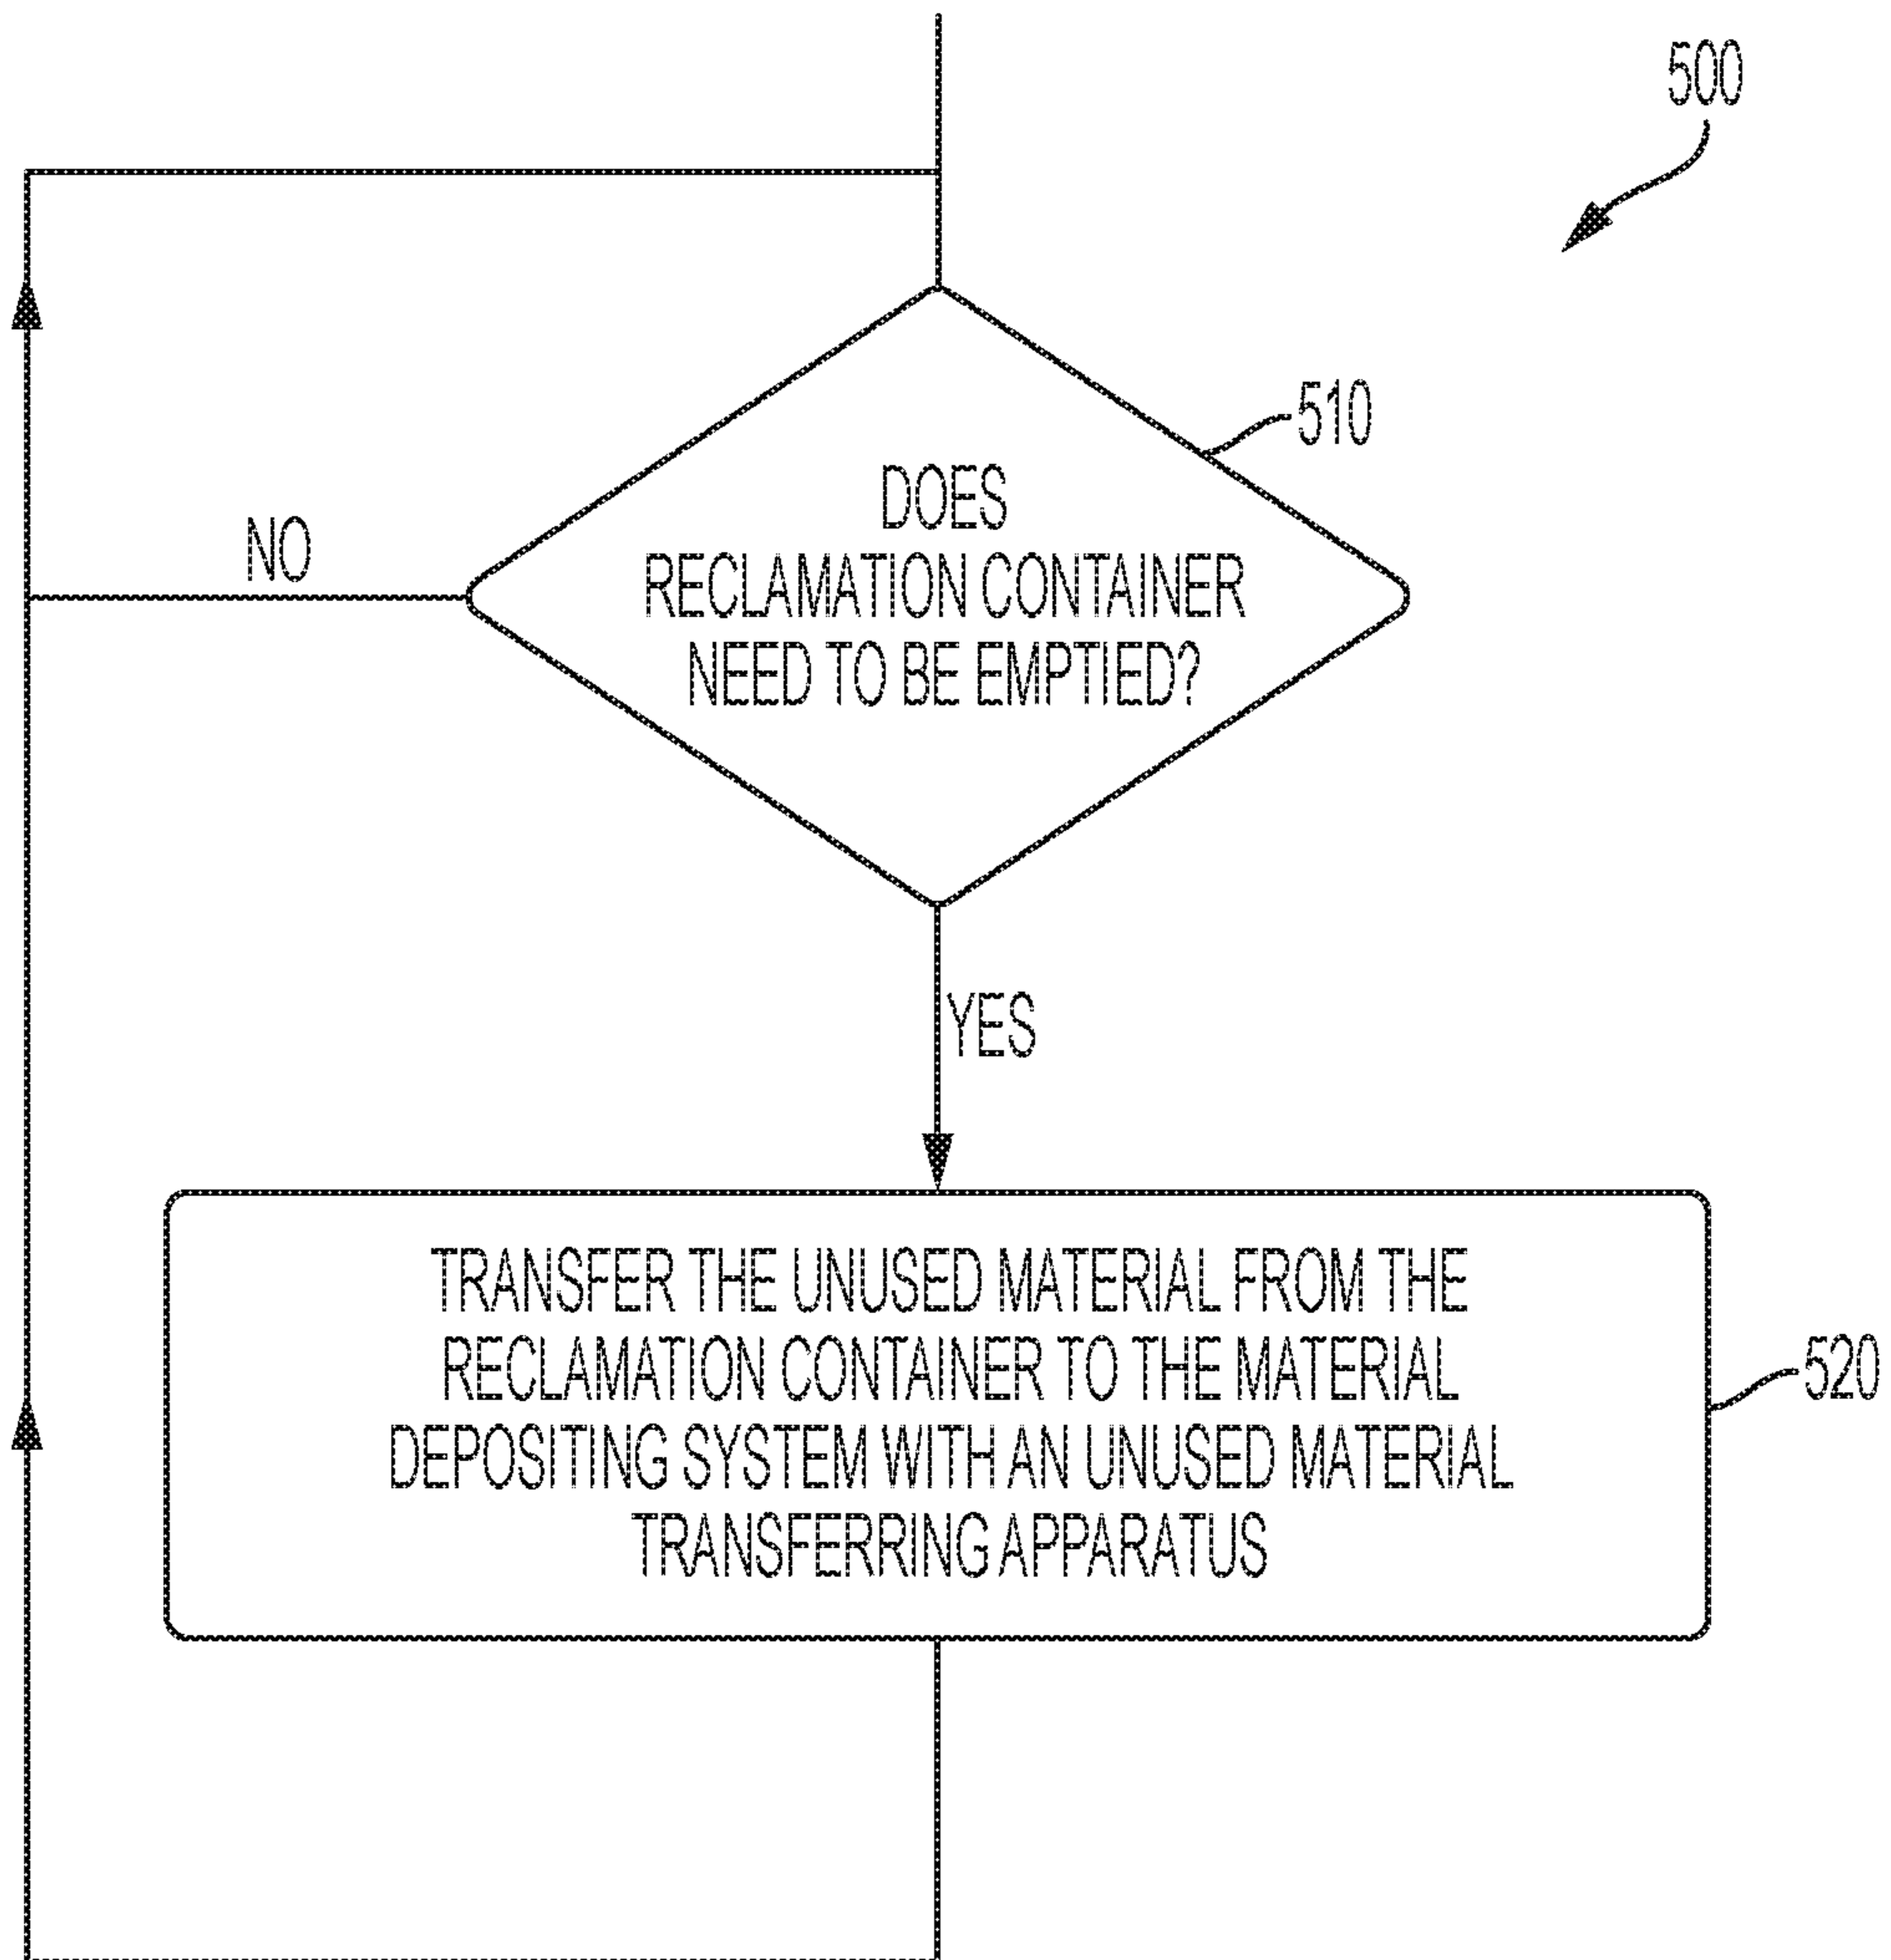 500
510
DOES
RECLAMATION CONTAINER
NEED TO BE EMPTIED?
NO
YES
TRANSFER THE UNUSED MATERIAL FROM THE
RECLAMATION CONTAINER TO THE MATERIAL
DEPOSITING SYSTEM WITH AN UNUSED MATERIAL
TRANSFERRING APPARATUS
520